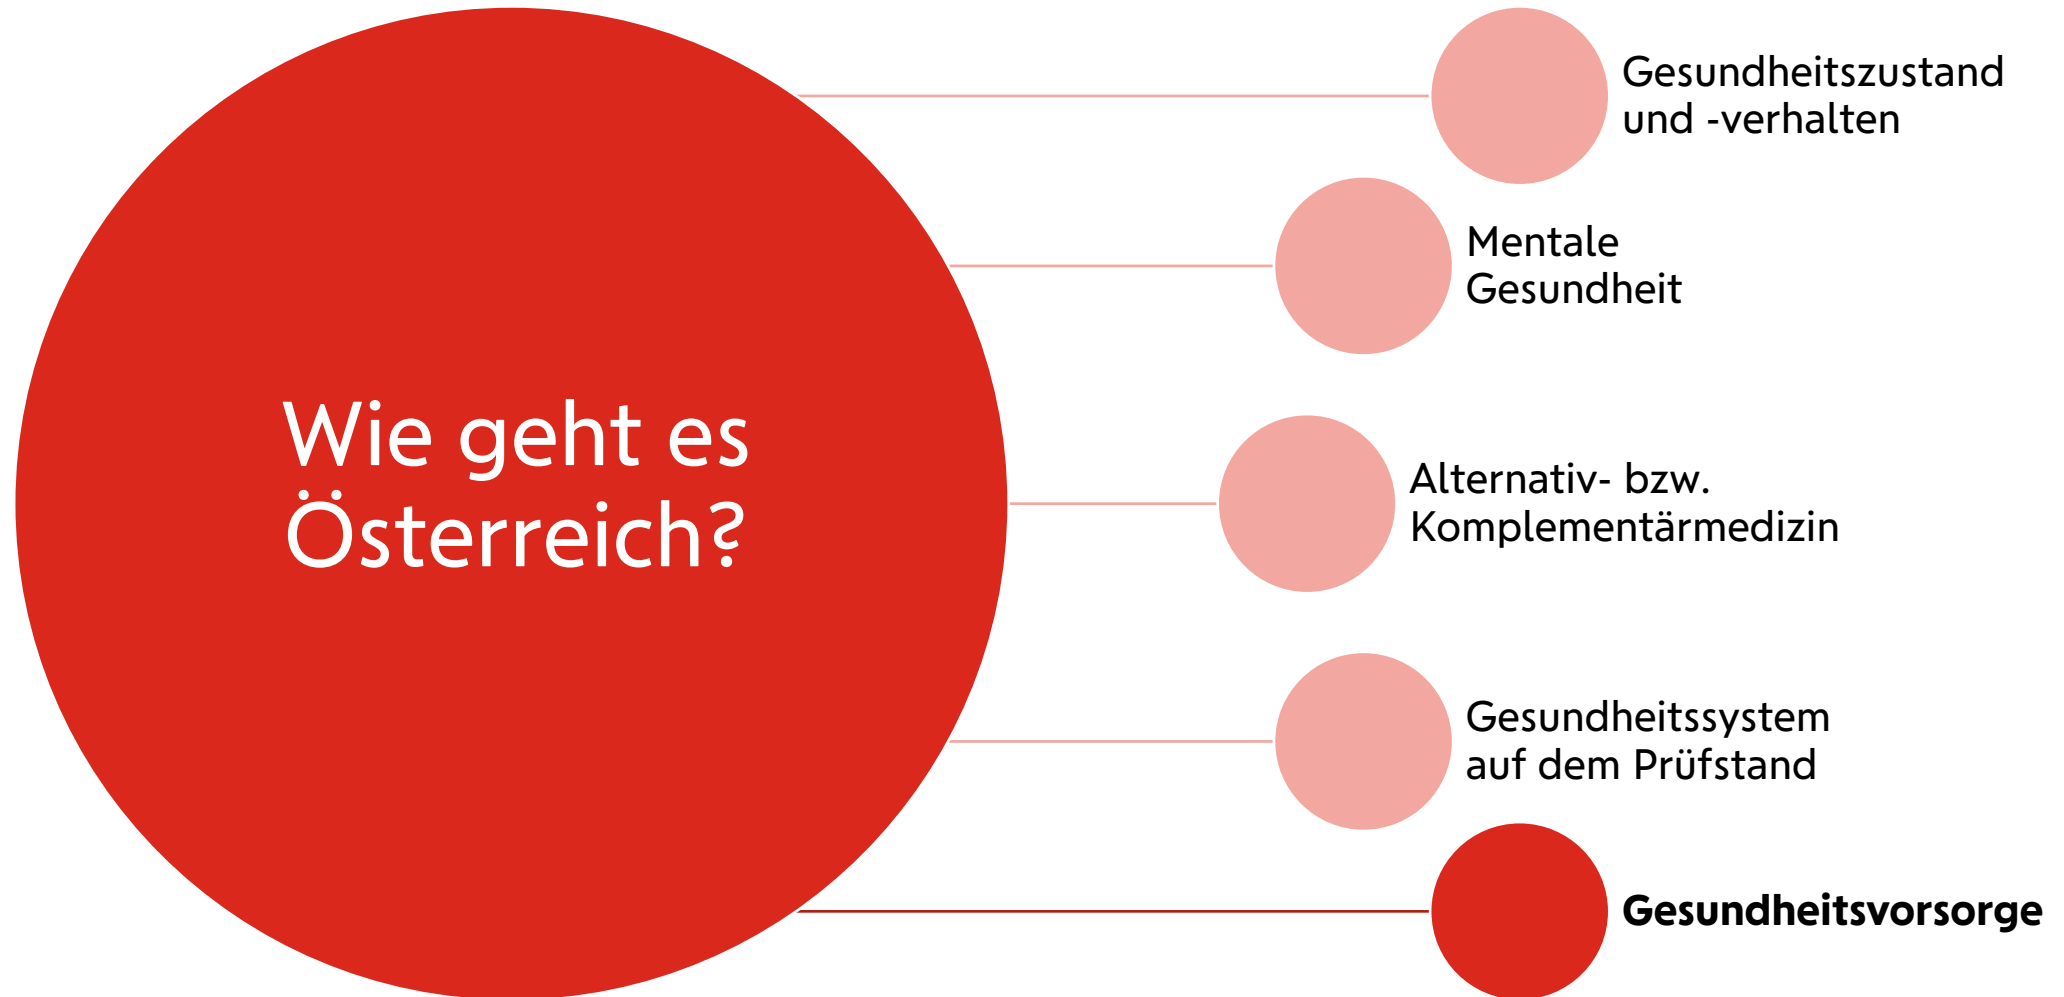 Wie geht es
Österreich?
Gesundheitszustand
und -verhalten
Mentale
Gesundheit
Alternativ- bzw.
Komplementärmedizin
Gesundheitssystem
auf dem Prüfstand
Gesundheitsvorsorge